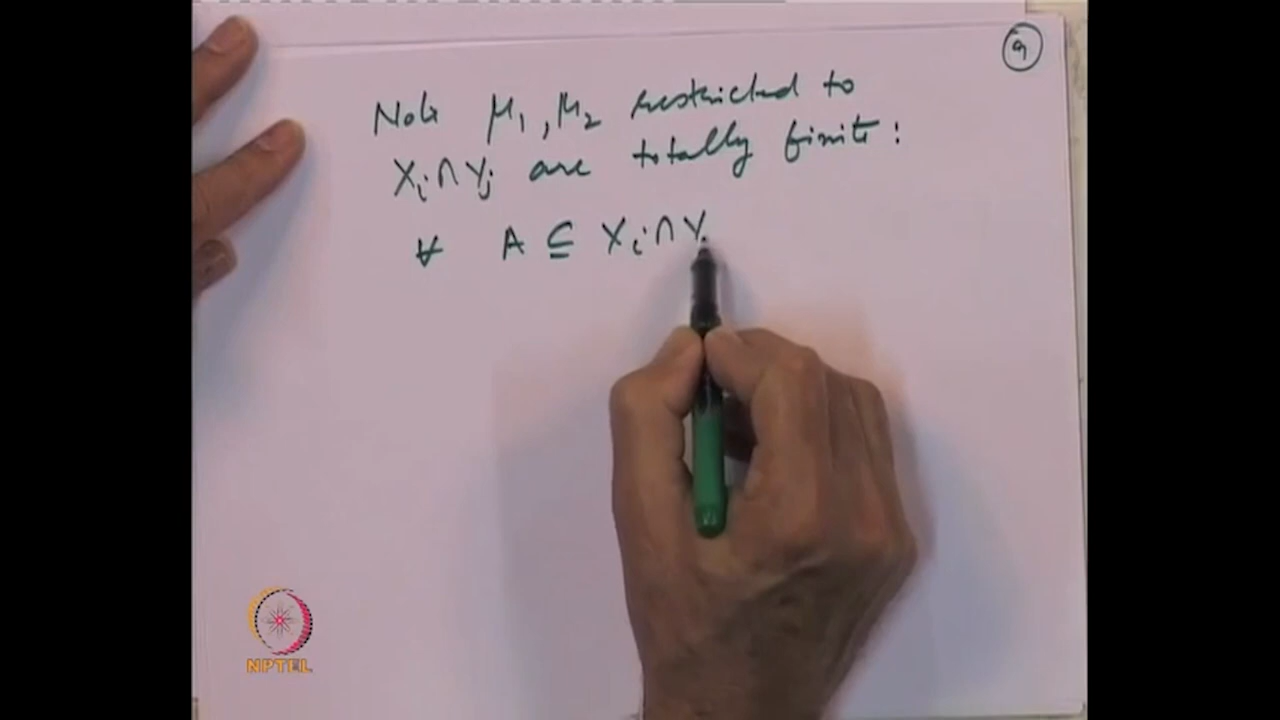 9
Note μ₁, μ₂ restricted to
Xᵢ ∩ Yⱼ are totally finite :
∀ A ⊆ Xᵢ ∩ Y
NPTEL